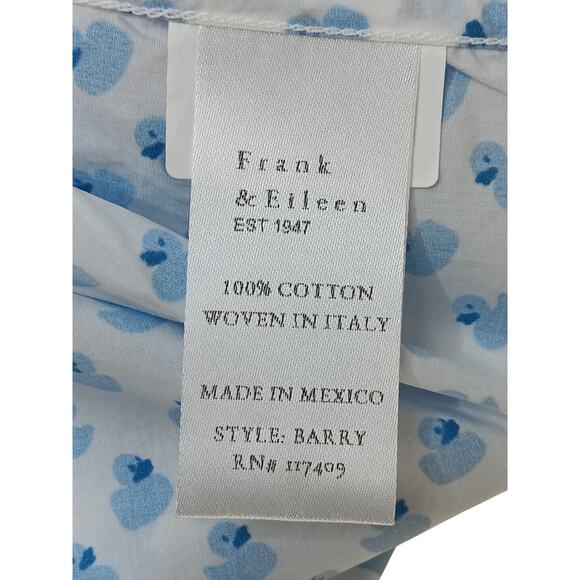 Frank
& Eileen
EST 1947
100% COTTON
WOVEN IN ITALY
MADE IN MEXICO
STYLE: BARRY
RN# 117409